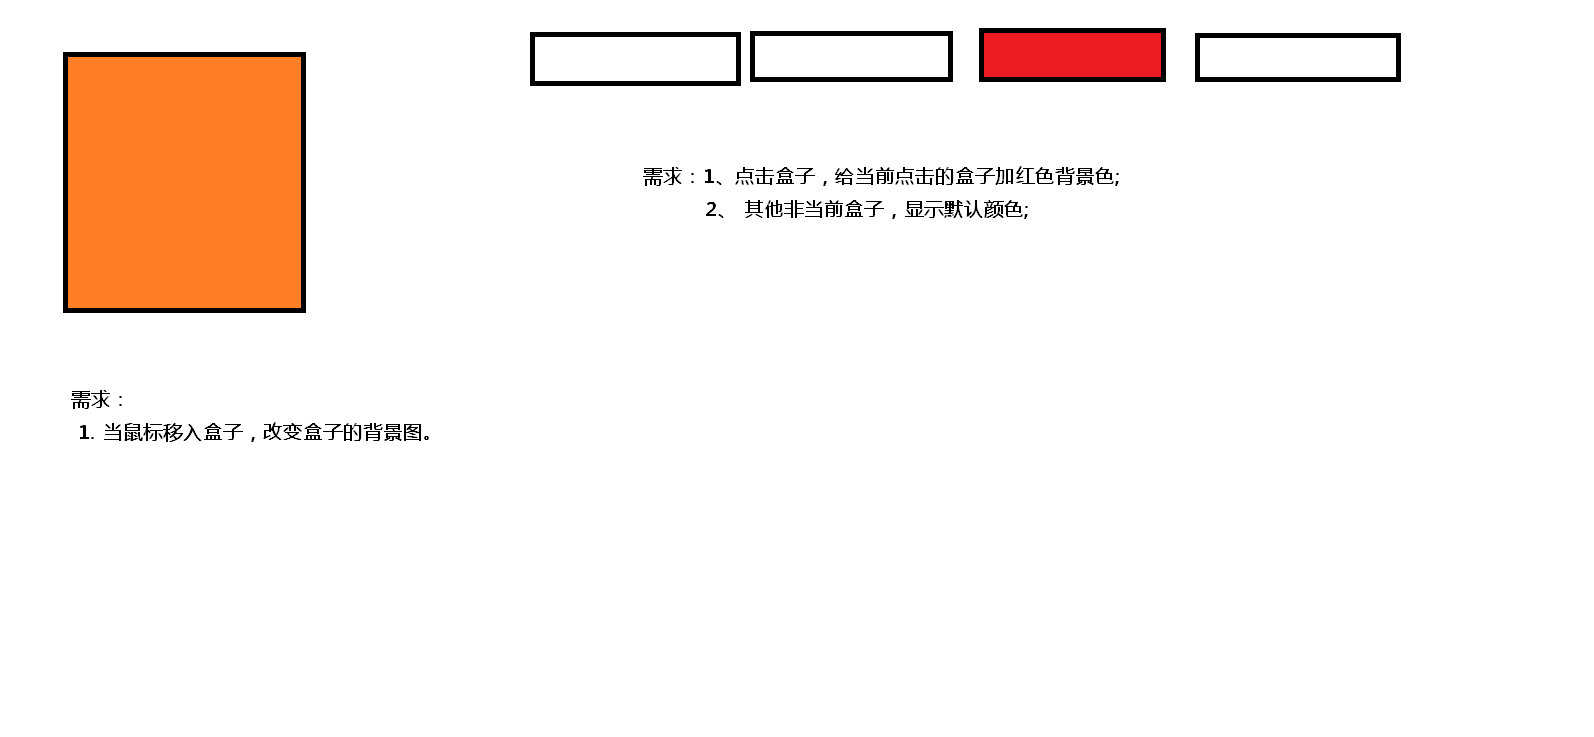 需求：1、点击盒子，给当前点击的盒子加红色背景色;
2、 其他非当前盒子，显示默认颜色;
需求：
1. 当鼠标移入盒子，改变盒子的背景图。